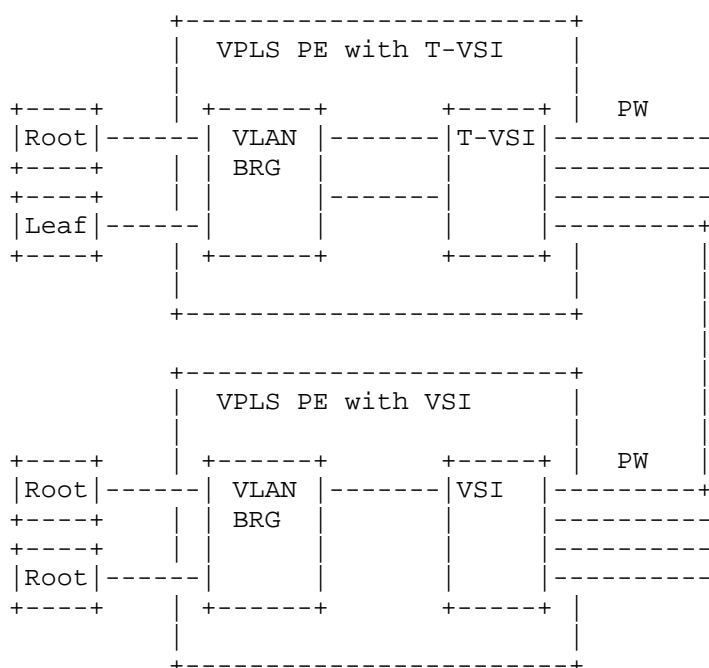 VPLS PE with T-VSI
PW
Root VLAN T-VSI
BRG
Leaf
VPLS PE with VSI
PW
Root VLAN VSI
BRG
Root